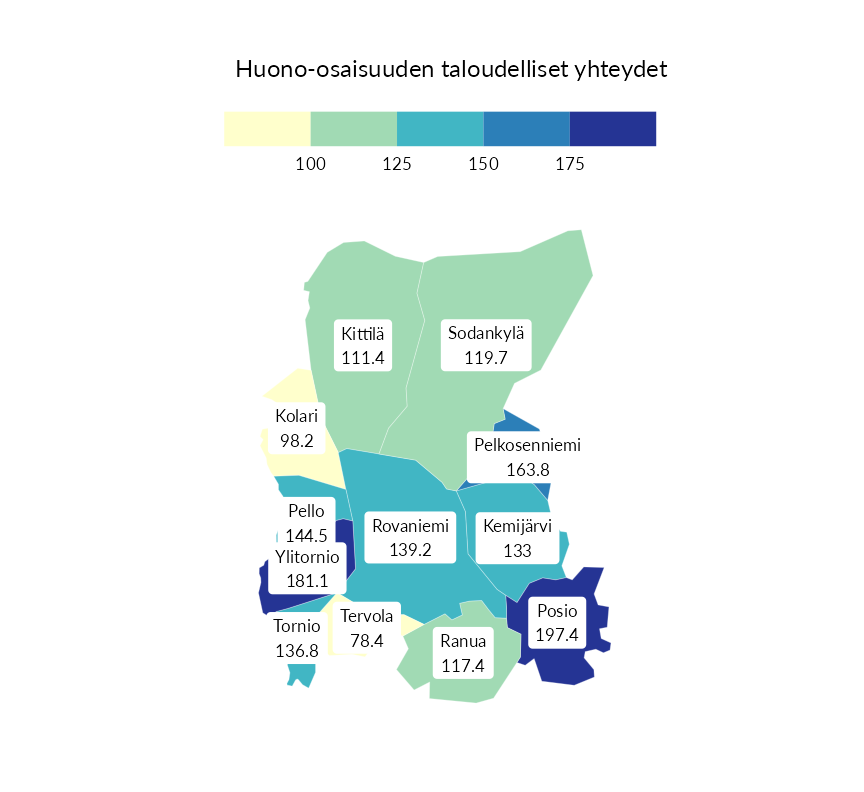 Huono-osaisuuden taloudelliset yhteydet
100 125 150 175
Kittilä
111.4
Sodankylä
119.7
Kolari
98.2
Pelkosenniemi
163.8
Pello
144.5
Rovaniemi
139.2
Kemijärvi
133
Ylitornio
181.1
Tervola
78.4
Posio
197.4
Tornio
136.8
Ranua
117.4